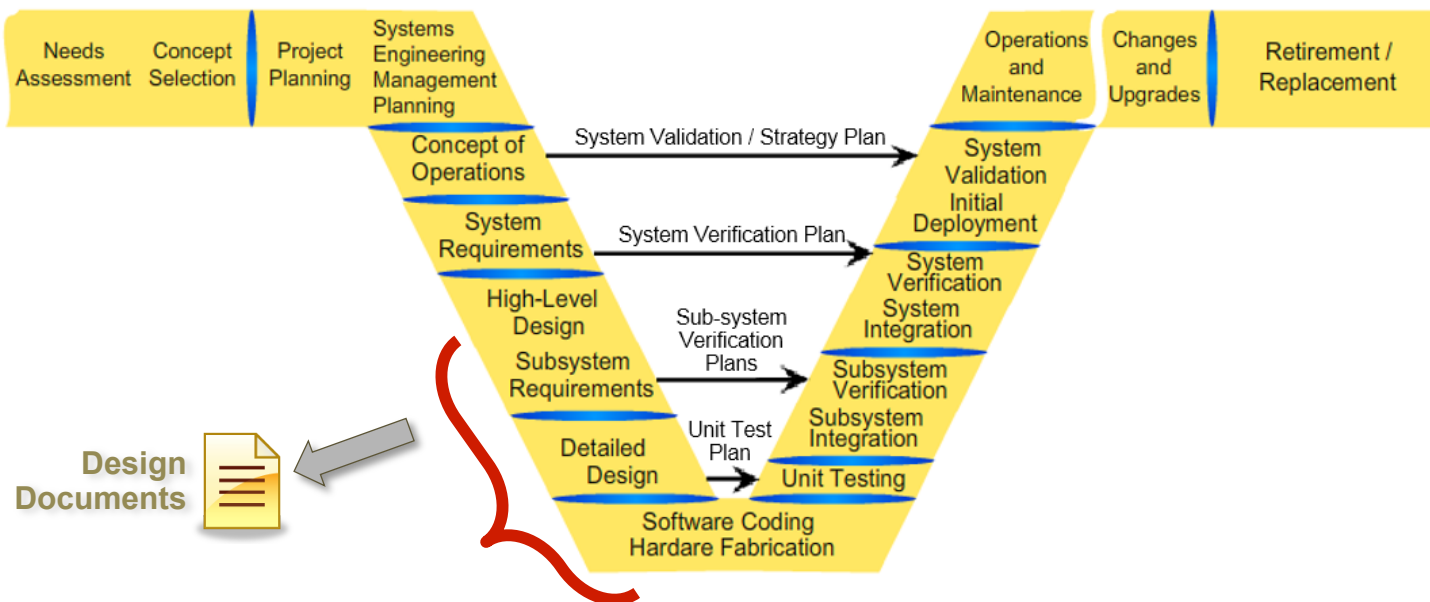 Needs
Assessment
Concept
Selection
Project
Planning
Systems
Engineering
Management
Planning
Operations
and
Maintenance
Changes
and
Upgrades
Retirement /
Replacement
Concept of
Operations
System Validation / Strategy Plan
System
Validation
Initial
Deployment
System
Requirements
System Verification Plan
System
Verification
System
Integration
High-Level
Design
Subsystem
Requirements
Sub-system
Verification
Plans
Subsystem
Verification
Subsystem
Integration
Detailed
Design
Unit Test
Plan
Unit Testing
Design
Documents
Software Coding
Hardare Fabrication